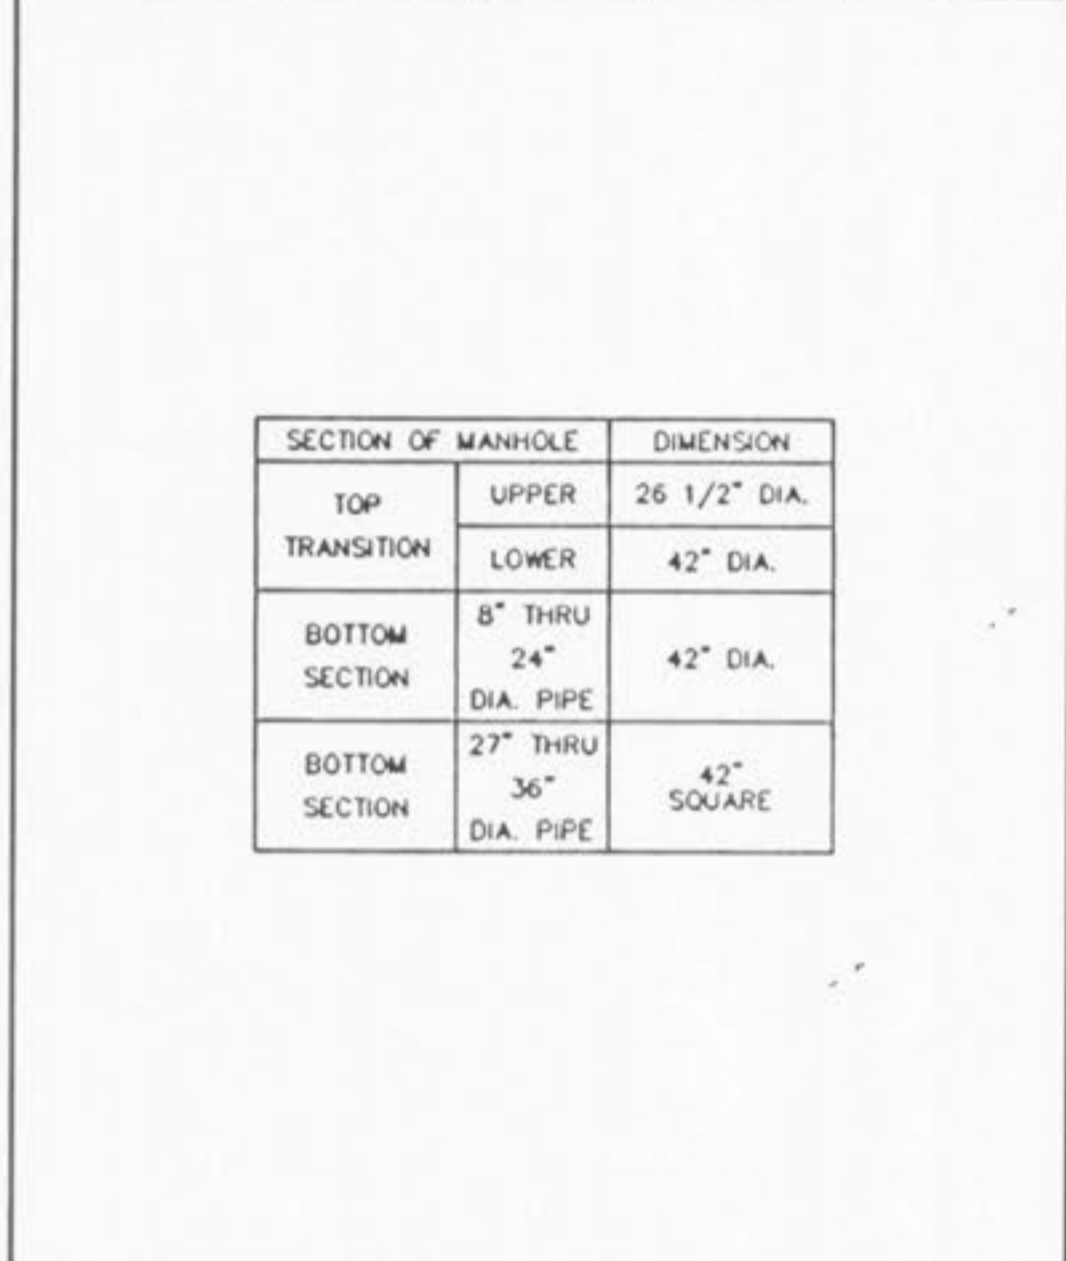 SECTION OF MANHOLE DIMENSION
TOP
TRANSITION
UPPER
26 1/2" DIA.
LOWER
42" DIA.
BOTTOM
SECTION
8" THRU
24"
DIA. PIPE
42" DIA.
BOTTOM
SECTION
27" THRU
36"
DIA. PIPE
42"
SQUARE